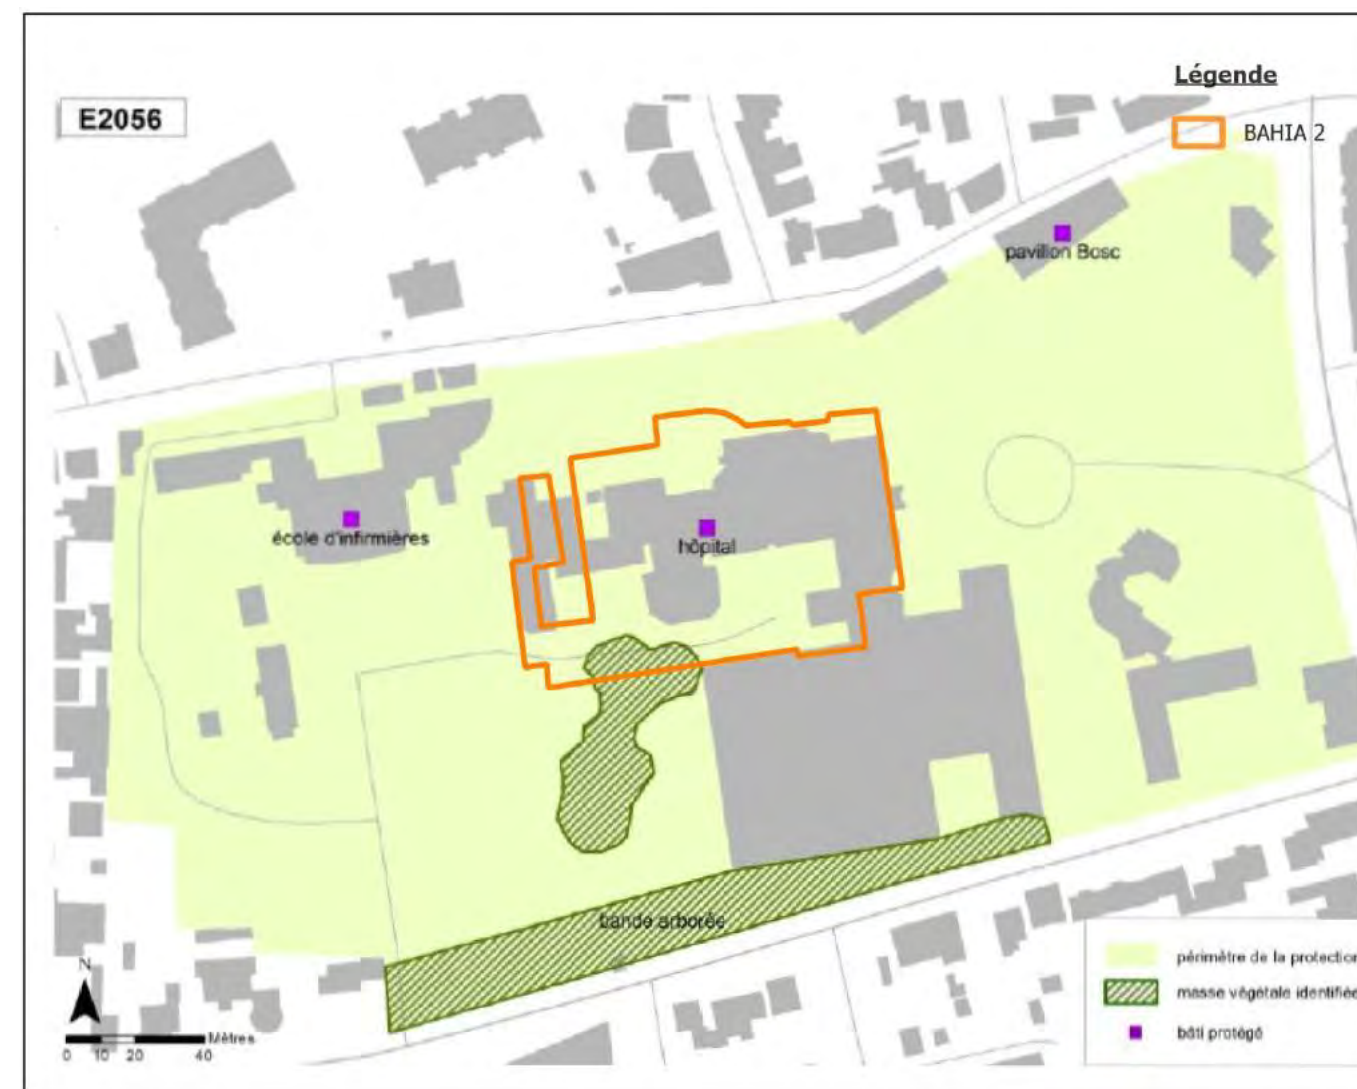 Légende
E2056
BAHIA 2
pavillon Bosc
école d'infirmières
hôpital
bande arborée
périmètre de la protection
masse végétale identifiée
bâti protégé
N
Mètres
0 10 20 40